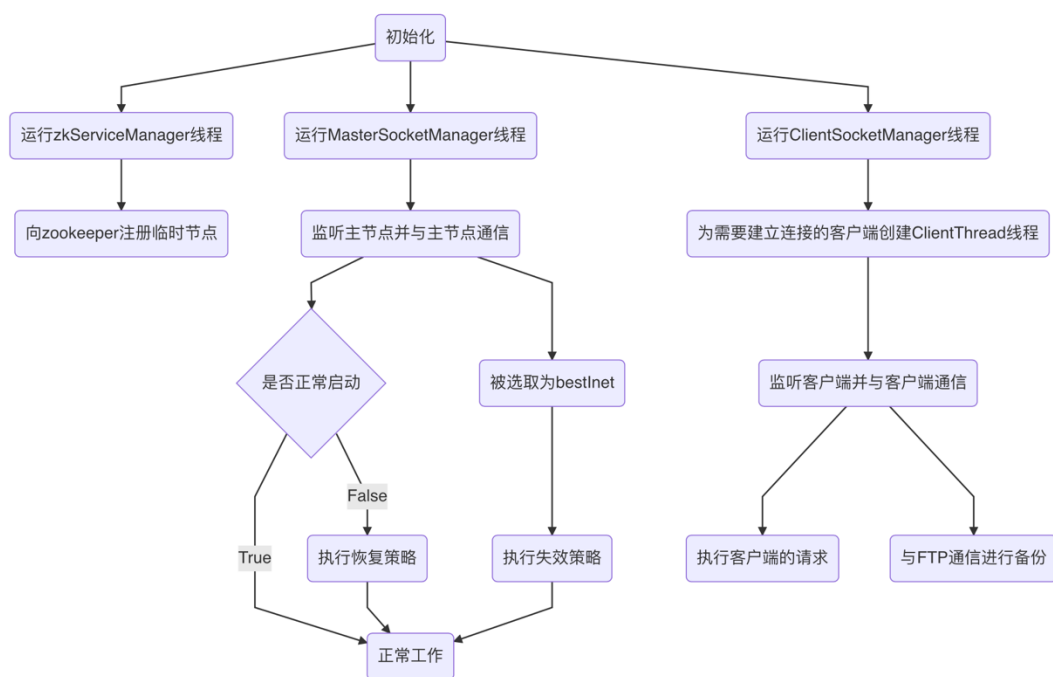 初始化
运行zkServiceManager线程
运行MasterSocketManager线程
运行ClientSocketManager线程
向zookeeper注册临时节点
监听主节点并与主节点通信
为需要建立连接的客户端创建ClientThread线程
是否正常启动
被选取为bestInet
监听客户端并与客户端通信
False
True
执行恢复策略
执行失效策略
执行客户端的请求
与FTP通信进行备份
正常工作